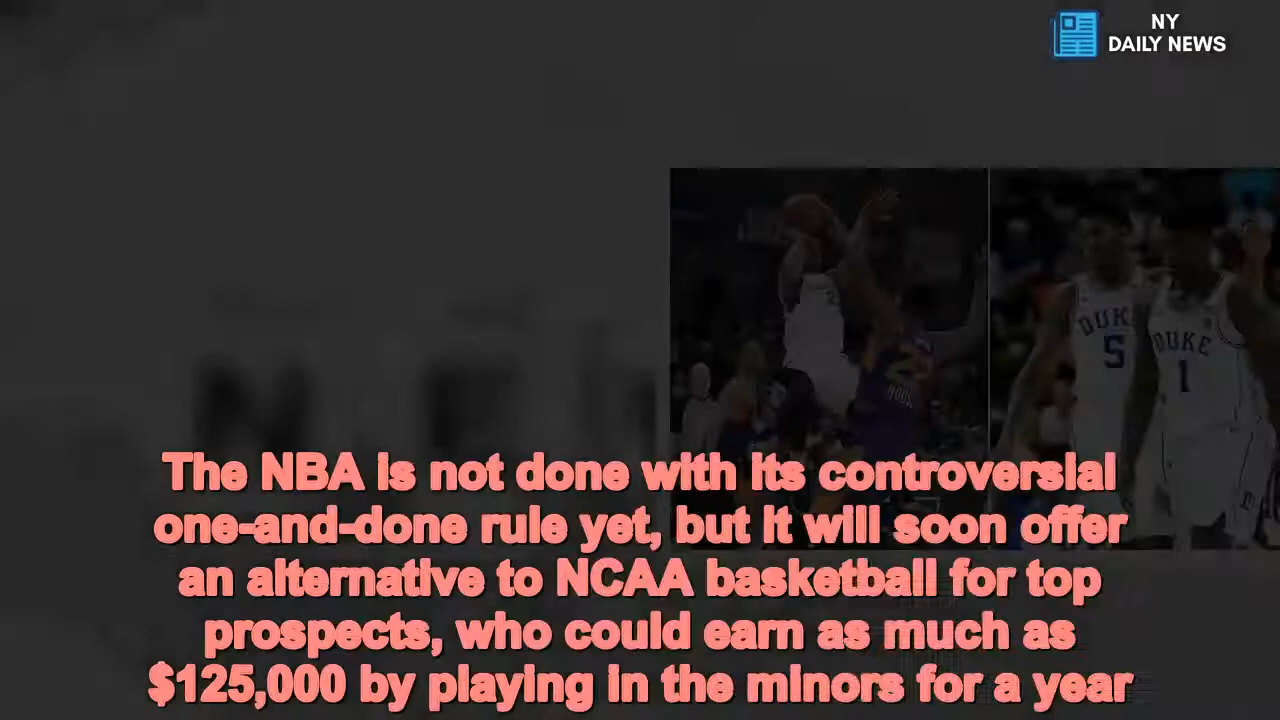 NY
DAILY NEWS
DUKE
5
DUKE
1
The NBA is not done with its controversial
one-and-done rule yet, but it will soon offer
an alternative to NCAA basketball for top
prospects, who could earn as much as
$125,000 by playing in the minors for a year